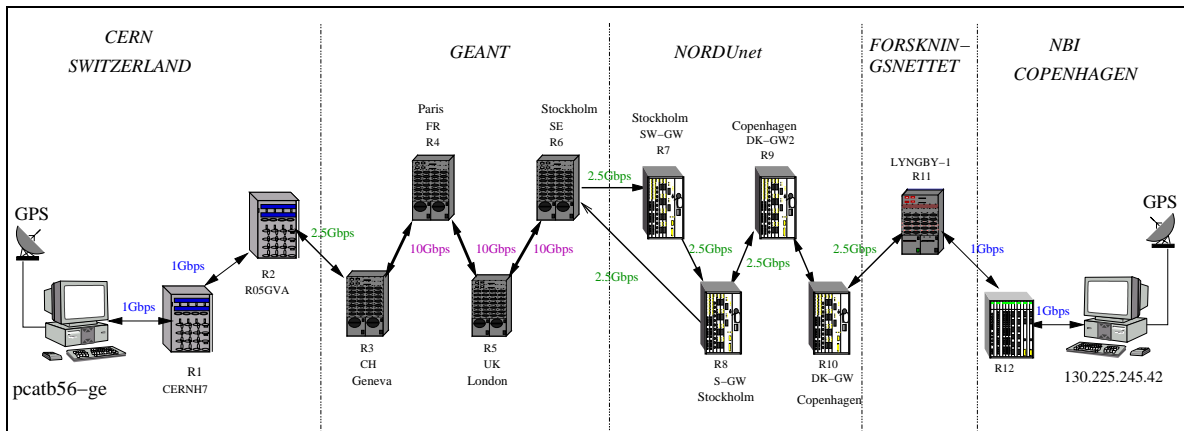 CERN
SWITZERLAND
GEANT
NORDUnet
FORSKNIN–
GSNETTET
NBI
COPENHAGEN
GPS
pcatb56–ge
1Gbps
R1
CERNH7
1Gbps
R2
R05GVA
2.5Gbps
R3
CH
Geneva
10Gbps
Paris
FR
R4
10Gbps
R5
UK
London
10Gbps
Stockholm
SE
R6
2.5Gbps
2.5Gbps
Stockholm
SW–GW
R7
2.5Gbps
R8
S–GW
Stockholm
2.5Gbps
Copenhagen
DK–GW2
R9
R10
DK–GW
Copenhagen
2.5Gbps
LYNGBY–1
R11
1Gbps
R12
1Gbps
GPS
130.225.245.42